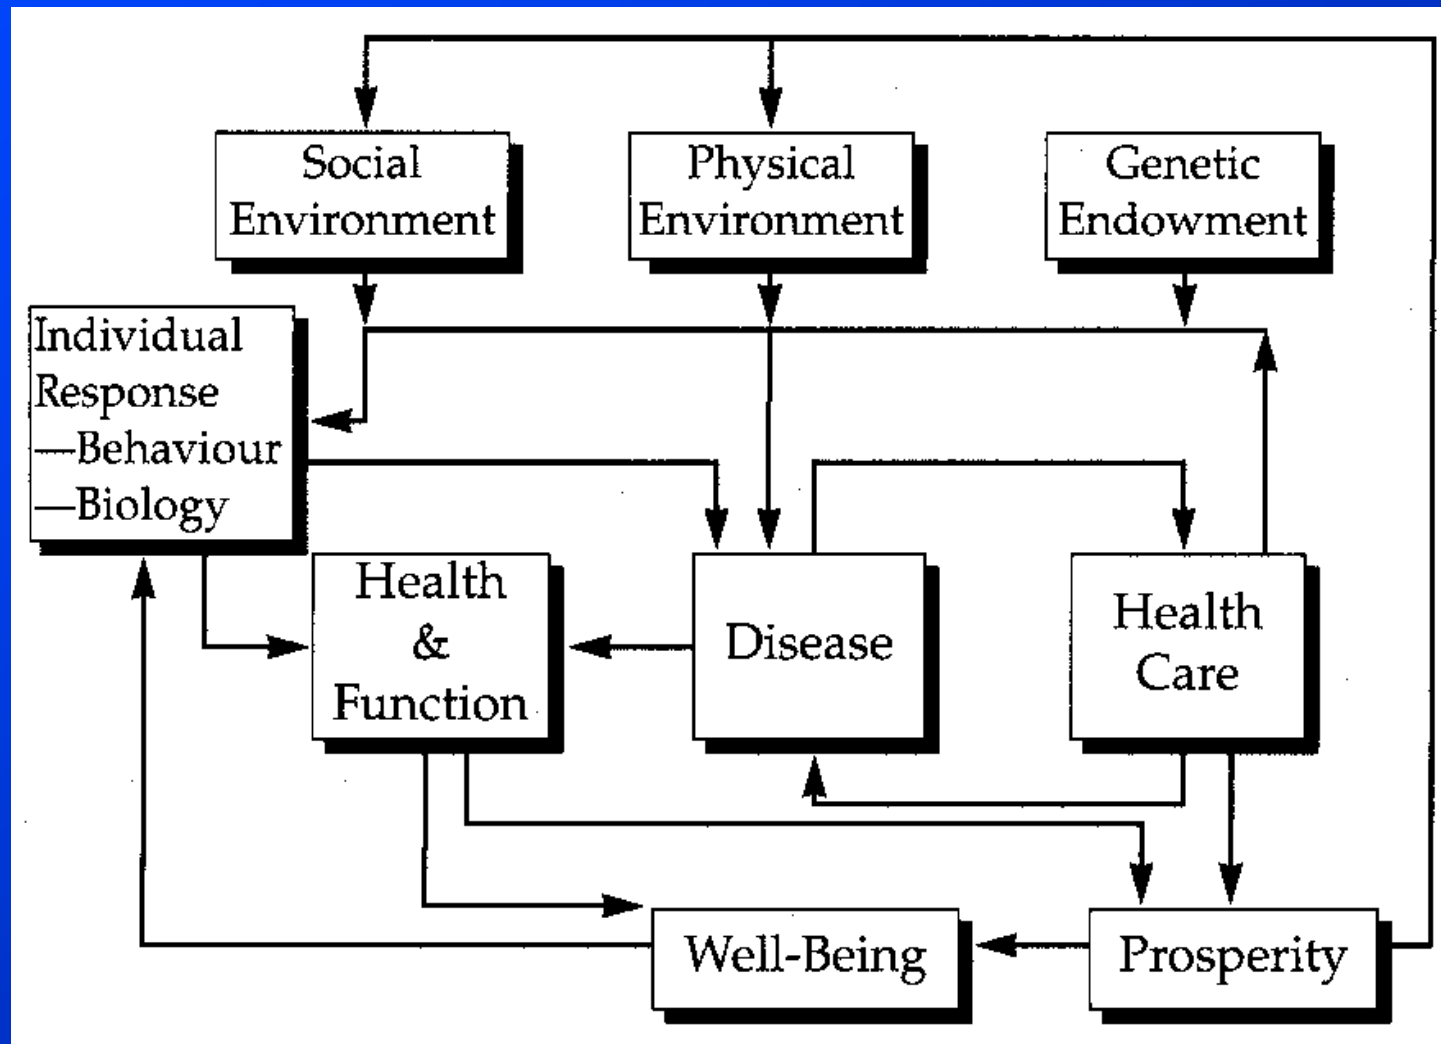 Social
Environment
Physical
Environment
Genetic
Endowment
Individual
Response
—Behaviour
—Biology
Health
&
Function
Disease
Health
Care
Well-Being
Prosperity